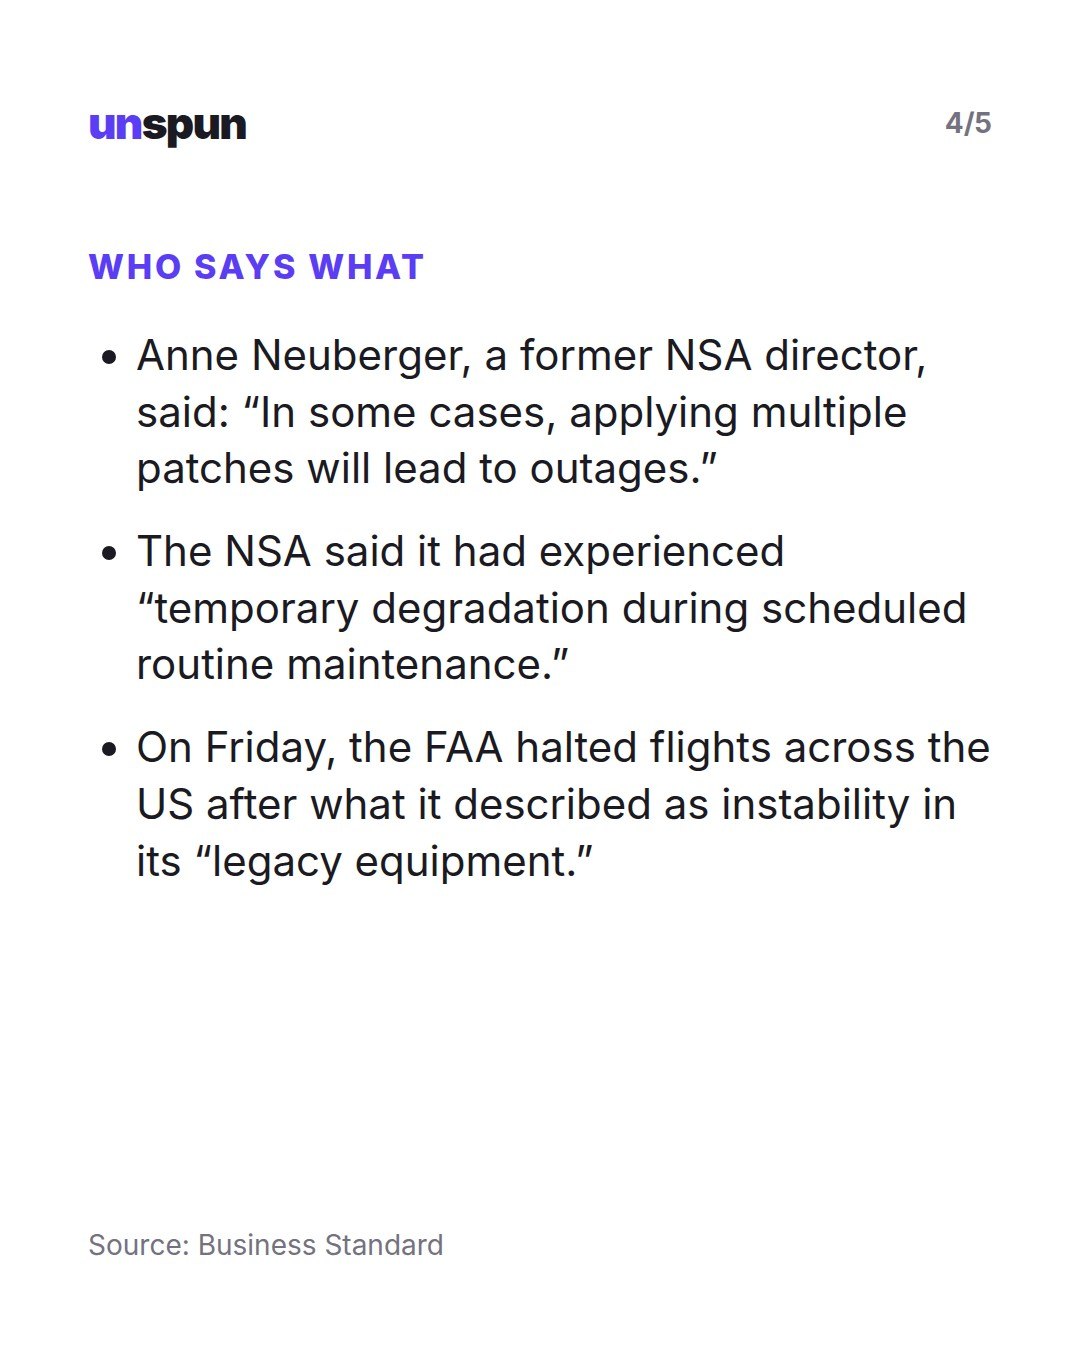 unspun
4/5
WHO SAYS WHAT
• Anne Neuberger, a former NSA director,
said: “In some cases, applying multiple
patches will lead to outages.”
• The NSA said it had experienced
“temporary degradation during scheduled
routine maintenance.”
• On Friday, the FAA halted flights across the
US after what it described as instability in
its “legacy equipment.”
Source: Business Standard